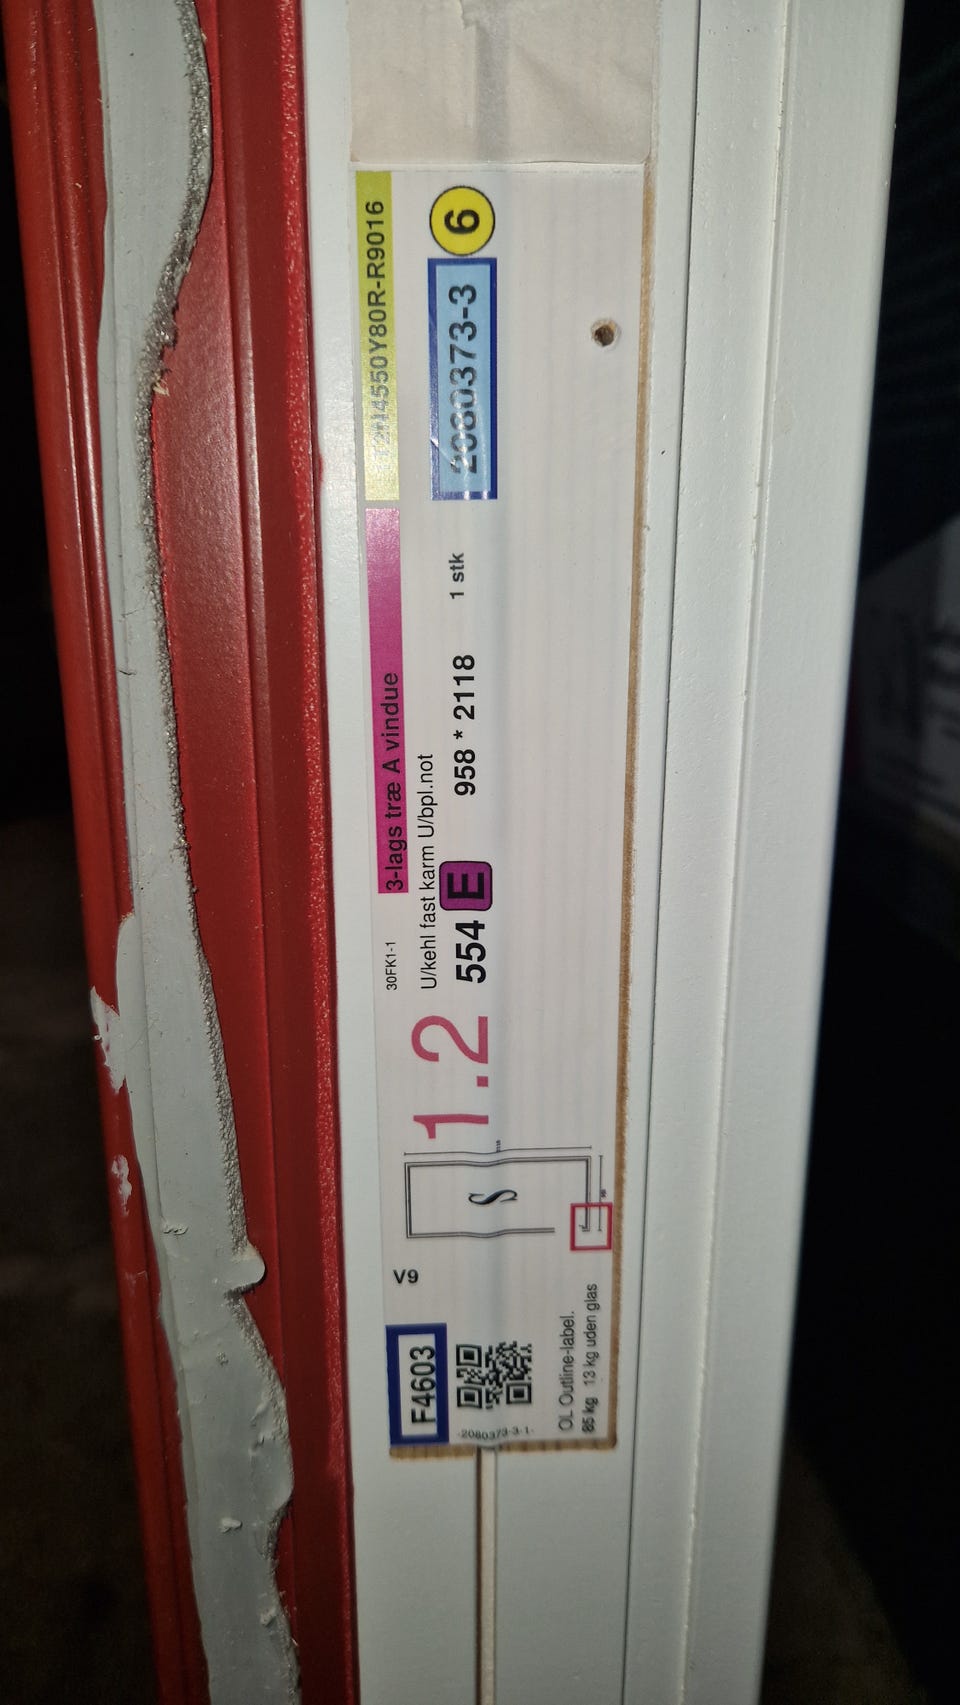 F4603
V9
-2080373-3-1-
OL Outline-label.
85 kg 13 kg uden glas
S
1.2
30FK1-1
3-lags træ A vindue
U/kehl fast karm U/bpl.not
554 E
958 * 2118
1 stk
4550Y80R-R9016
2080373-3
6